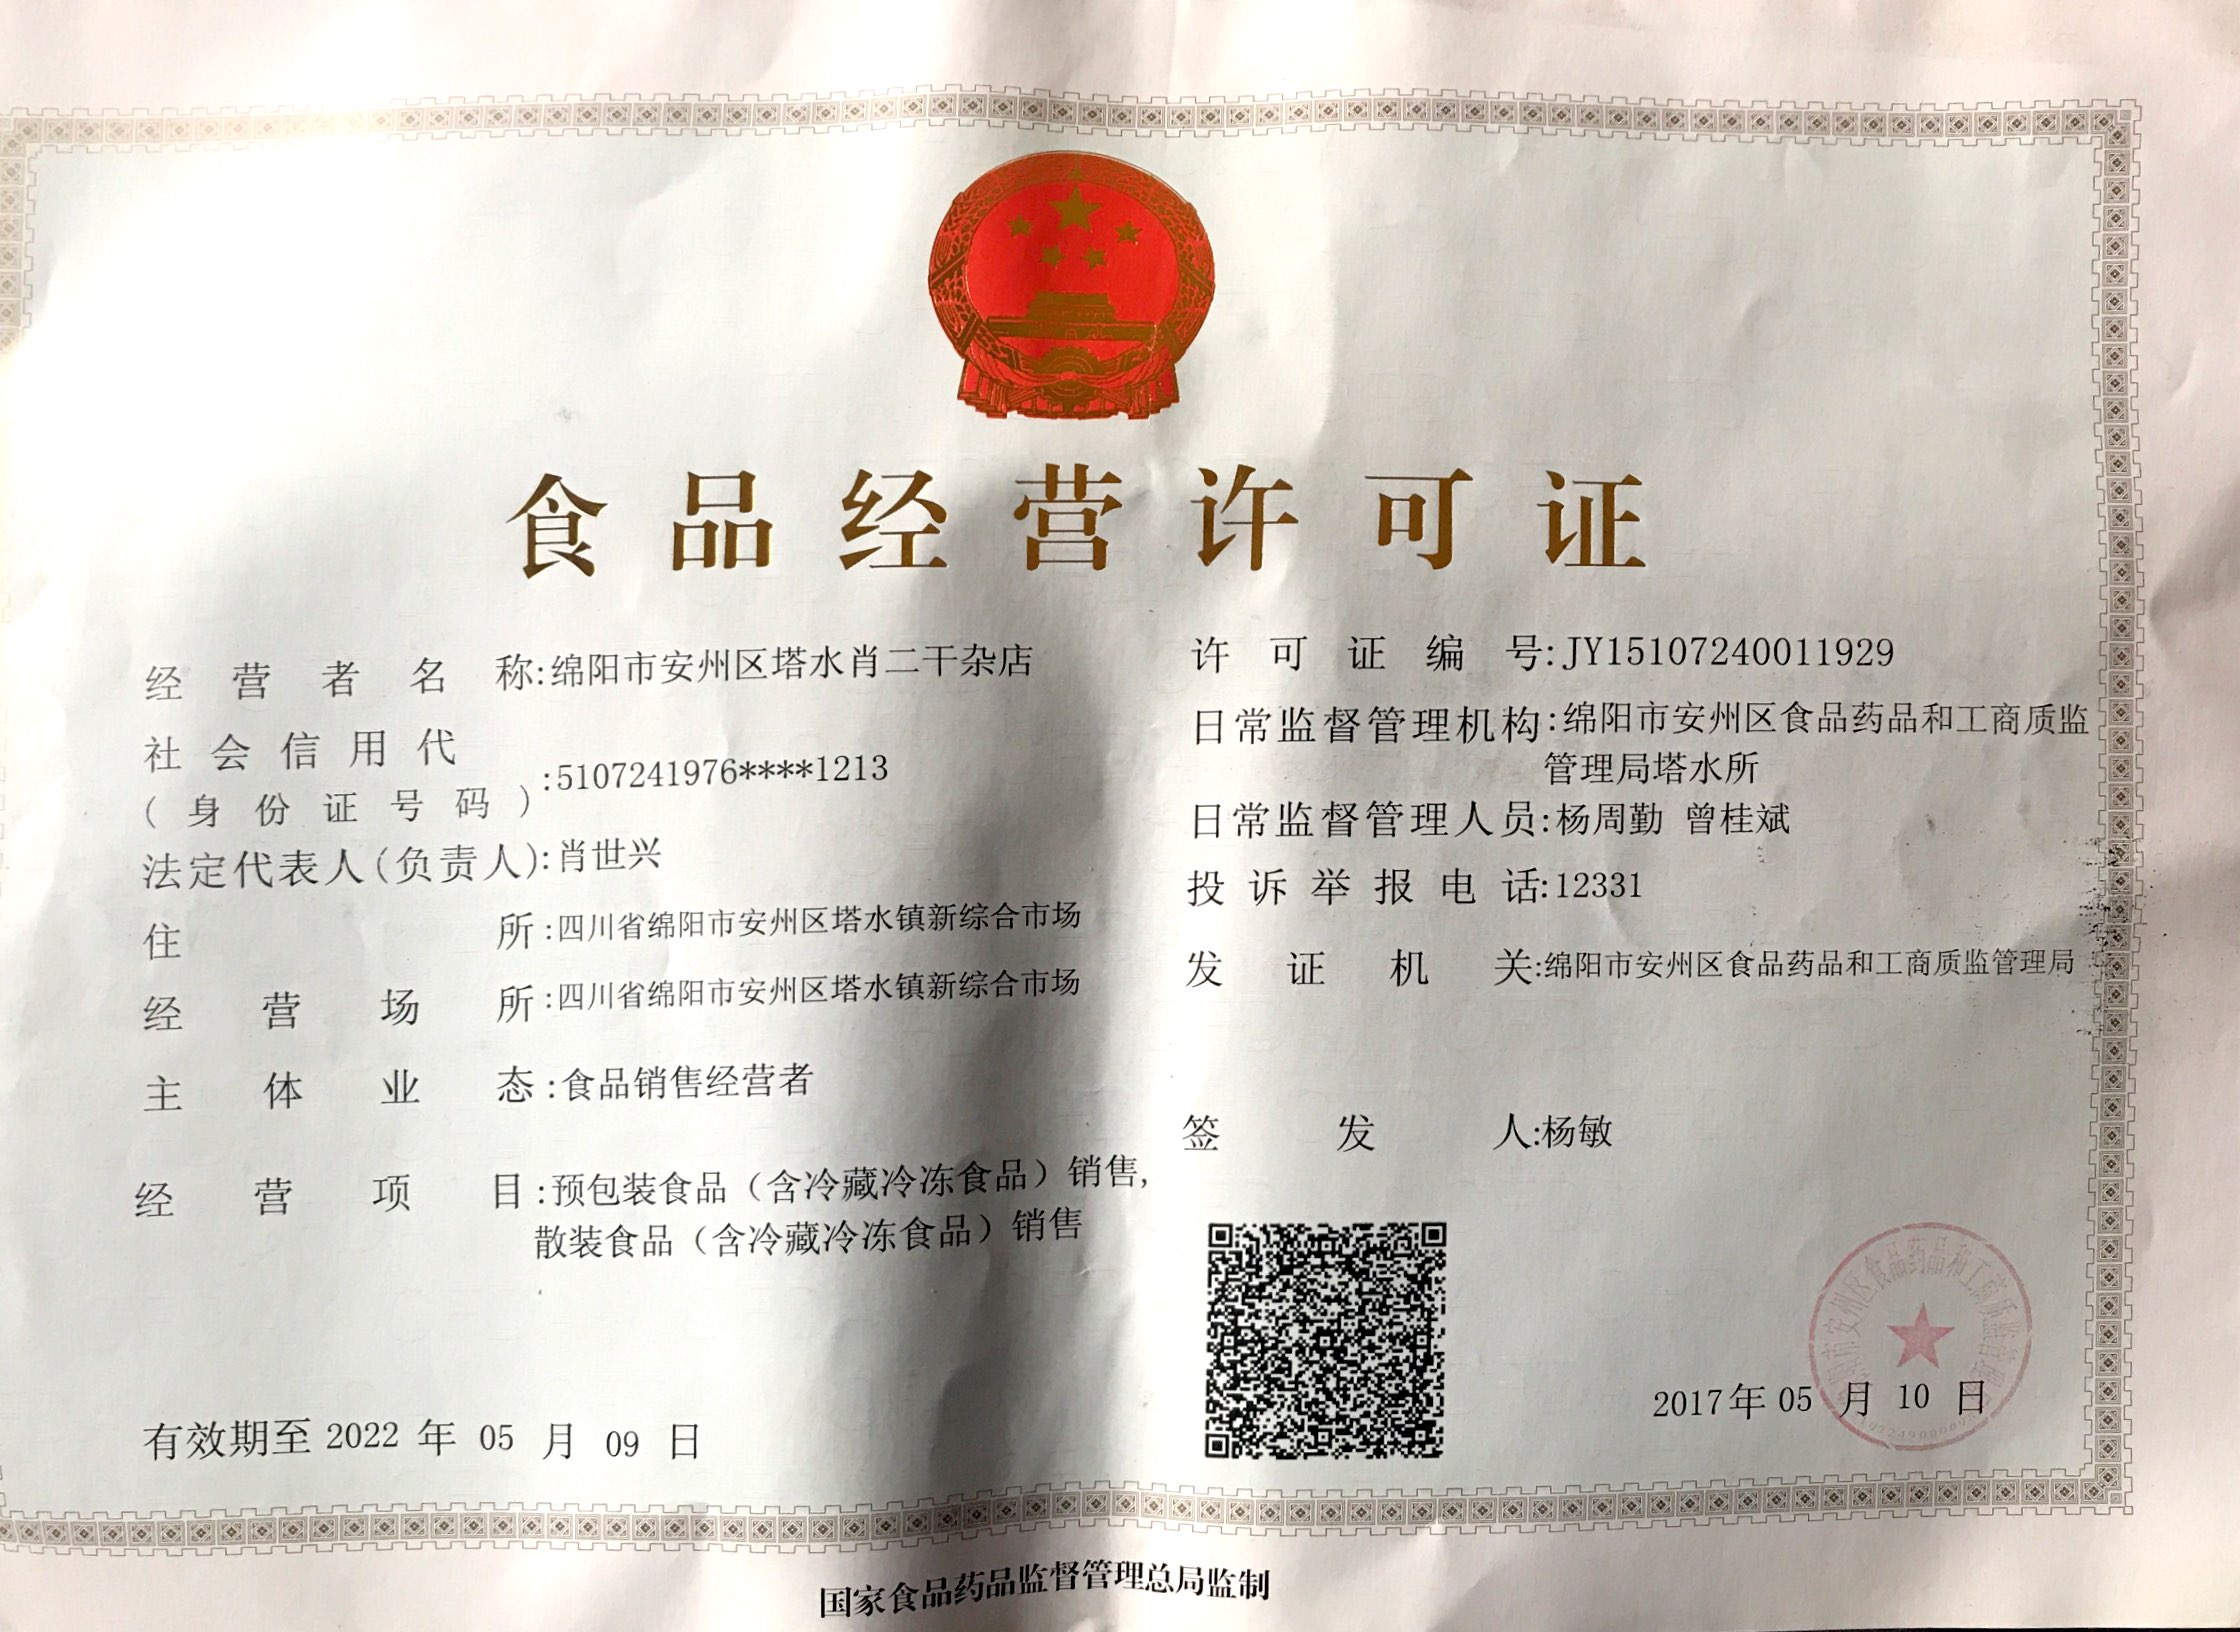 食品经营许可证
经营者名称:绵阳市安州区塔水肖二干杂店
社会信用代
(身份证号码):5107241976****1213
法定代表人(负责人):肖世兴
住所:四川省绵阳市安州区塔水镇新综合市场
经营场所:四川省绵阳市安州区塔水镇新综合市场
主体业态:食品销售经营者
经营项目:预包装食品（含冷藏冷冻食品）销售,
散装食品（含冷藏冷冻食品）销售
有效期至 2022 年 05 月 09 日
许可证编号:JY15107240011929
日常监督管理机构:绵阳市安州区食品药品和工商质监
管理局塔水所
日常监督管理人员:杨周勤 曾桂斌
投诉举报电话:12331
发证机关:绵阳市安州区食品药品和工商质监管理局
签发人:杨敏
2017年 05 月 10 日
国家食品药品监督管理总局监制